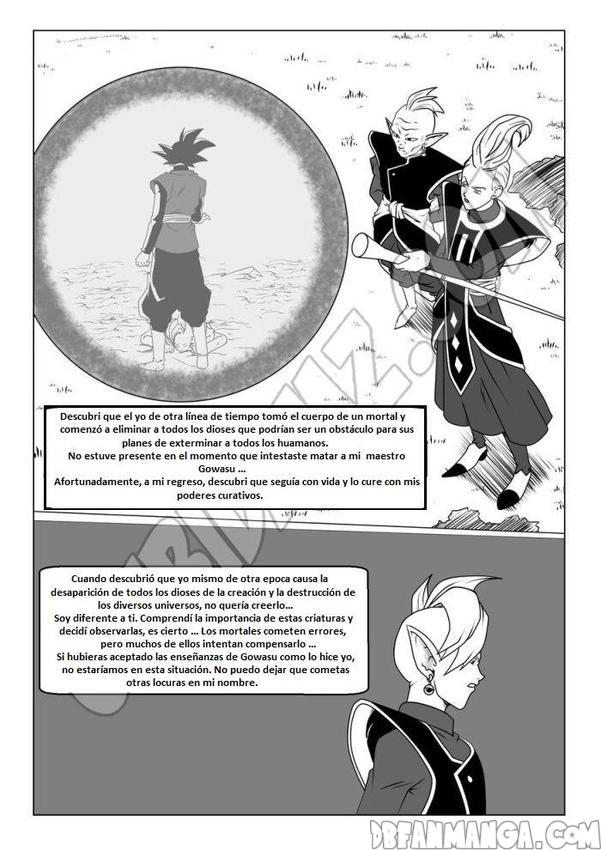 Descubri que el yo de otra línea de tiempo tomó el cuerpo de un mortal y
comenzó a eliminar a todos los dioses que podrían ser un obstáculo para sus
planes de exterminar a todos los huamanos.
No estuve presente en el momento que intestaste matar a mi maestro
Gowasu ...
Afortunadamente, a mi regreso, descubri que seguía con vida y lo cure con mis
poderes curativos.
Cuando descubrió que yo mismo de otra epoca causa la
desaparición de todos los dioses de la creación y la destrucción de
los diversos universos, no quería creerlo...
Soy diferente a ti. Comprendí la importancia de estas criaturas y
decidí observarlas, es cierto ... Los mortales cometen errores,
pero muchos de ellos intentan compensarlo ...
Si hubieras aceptado las enseñanzas de Gowasu como lo hice yo,
no estaríamos en esta situación. No puedo dejar que cometas
otras locuras en mi nombre.
DBFANMANGA.COM